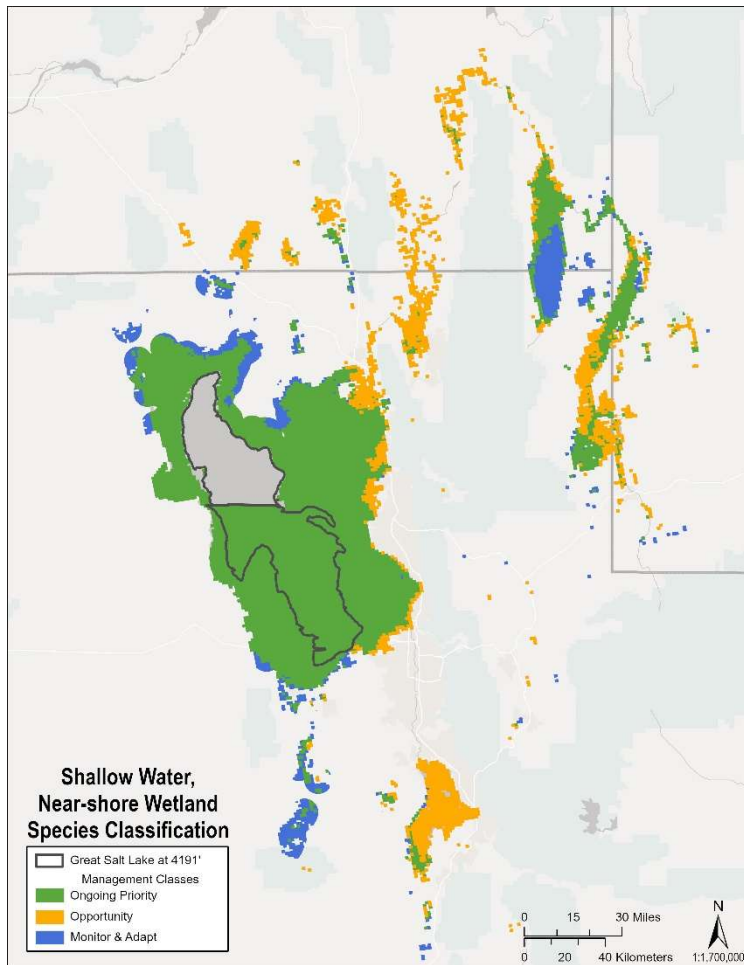 Shallow Water,
Near-shore Wetland
Species Classification
Great Salt Lake at 4191'
Management Classes
Ongoing Priority
Opportunity
Monitor & Adapt
0 15 30 Miles
0 20 40 Kilometers
N
1:1,700,000